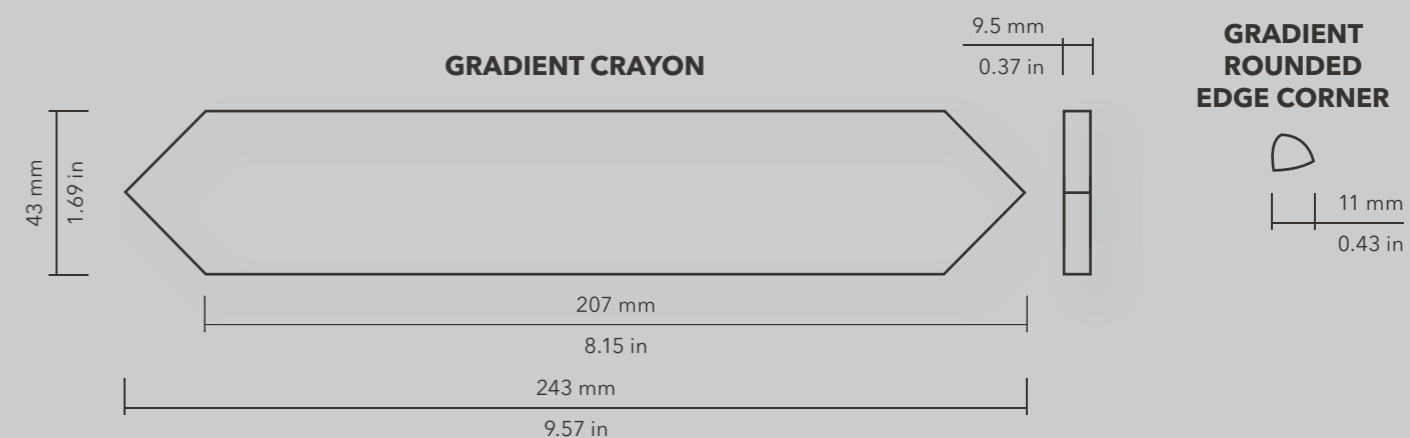 GRADIENT CRAYON
9.5 mm
0.37 in
GRADIENT
ROUNDED
EDGE CORNER
43 mm
1.69 in
11 mm
0.43 in
207 mm
8.15 in
243 mm
9.57 in